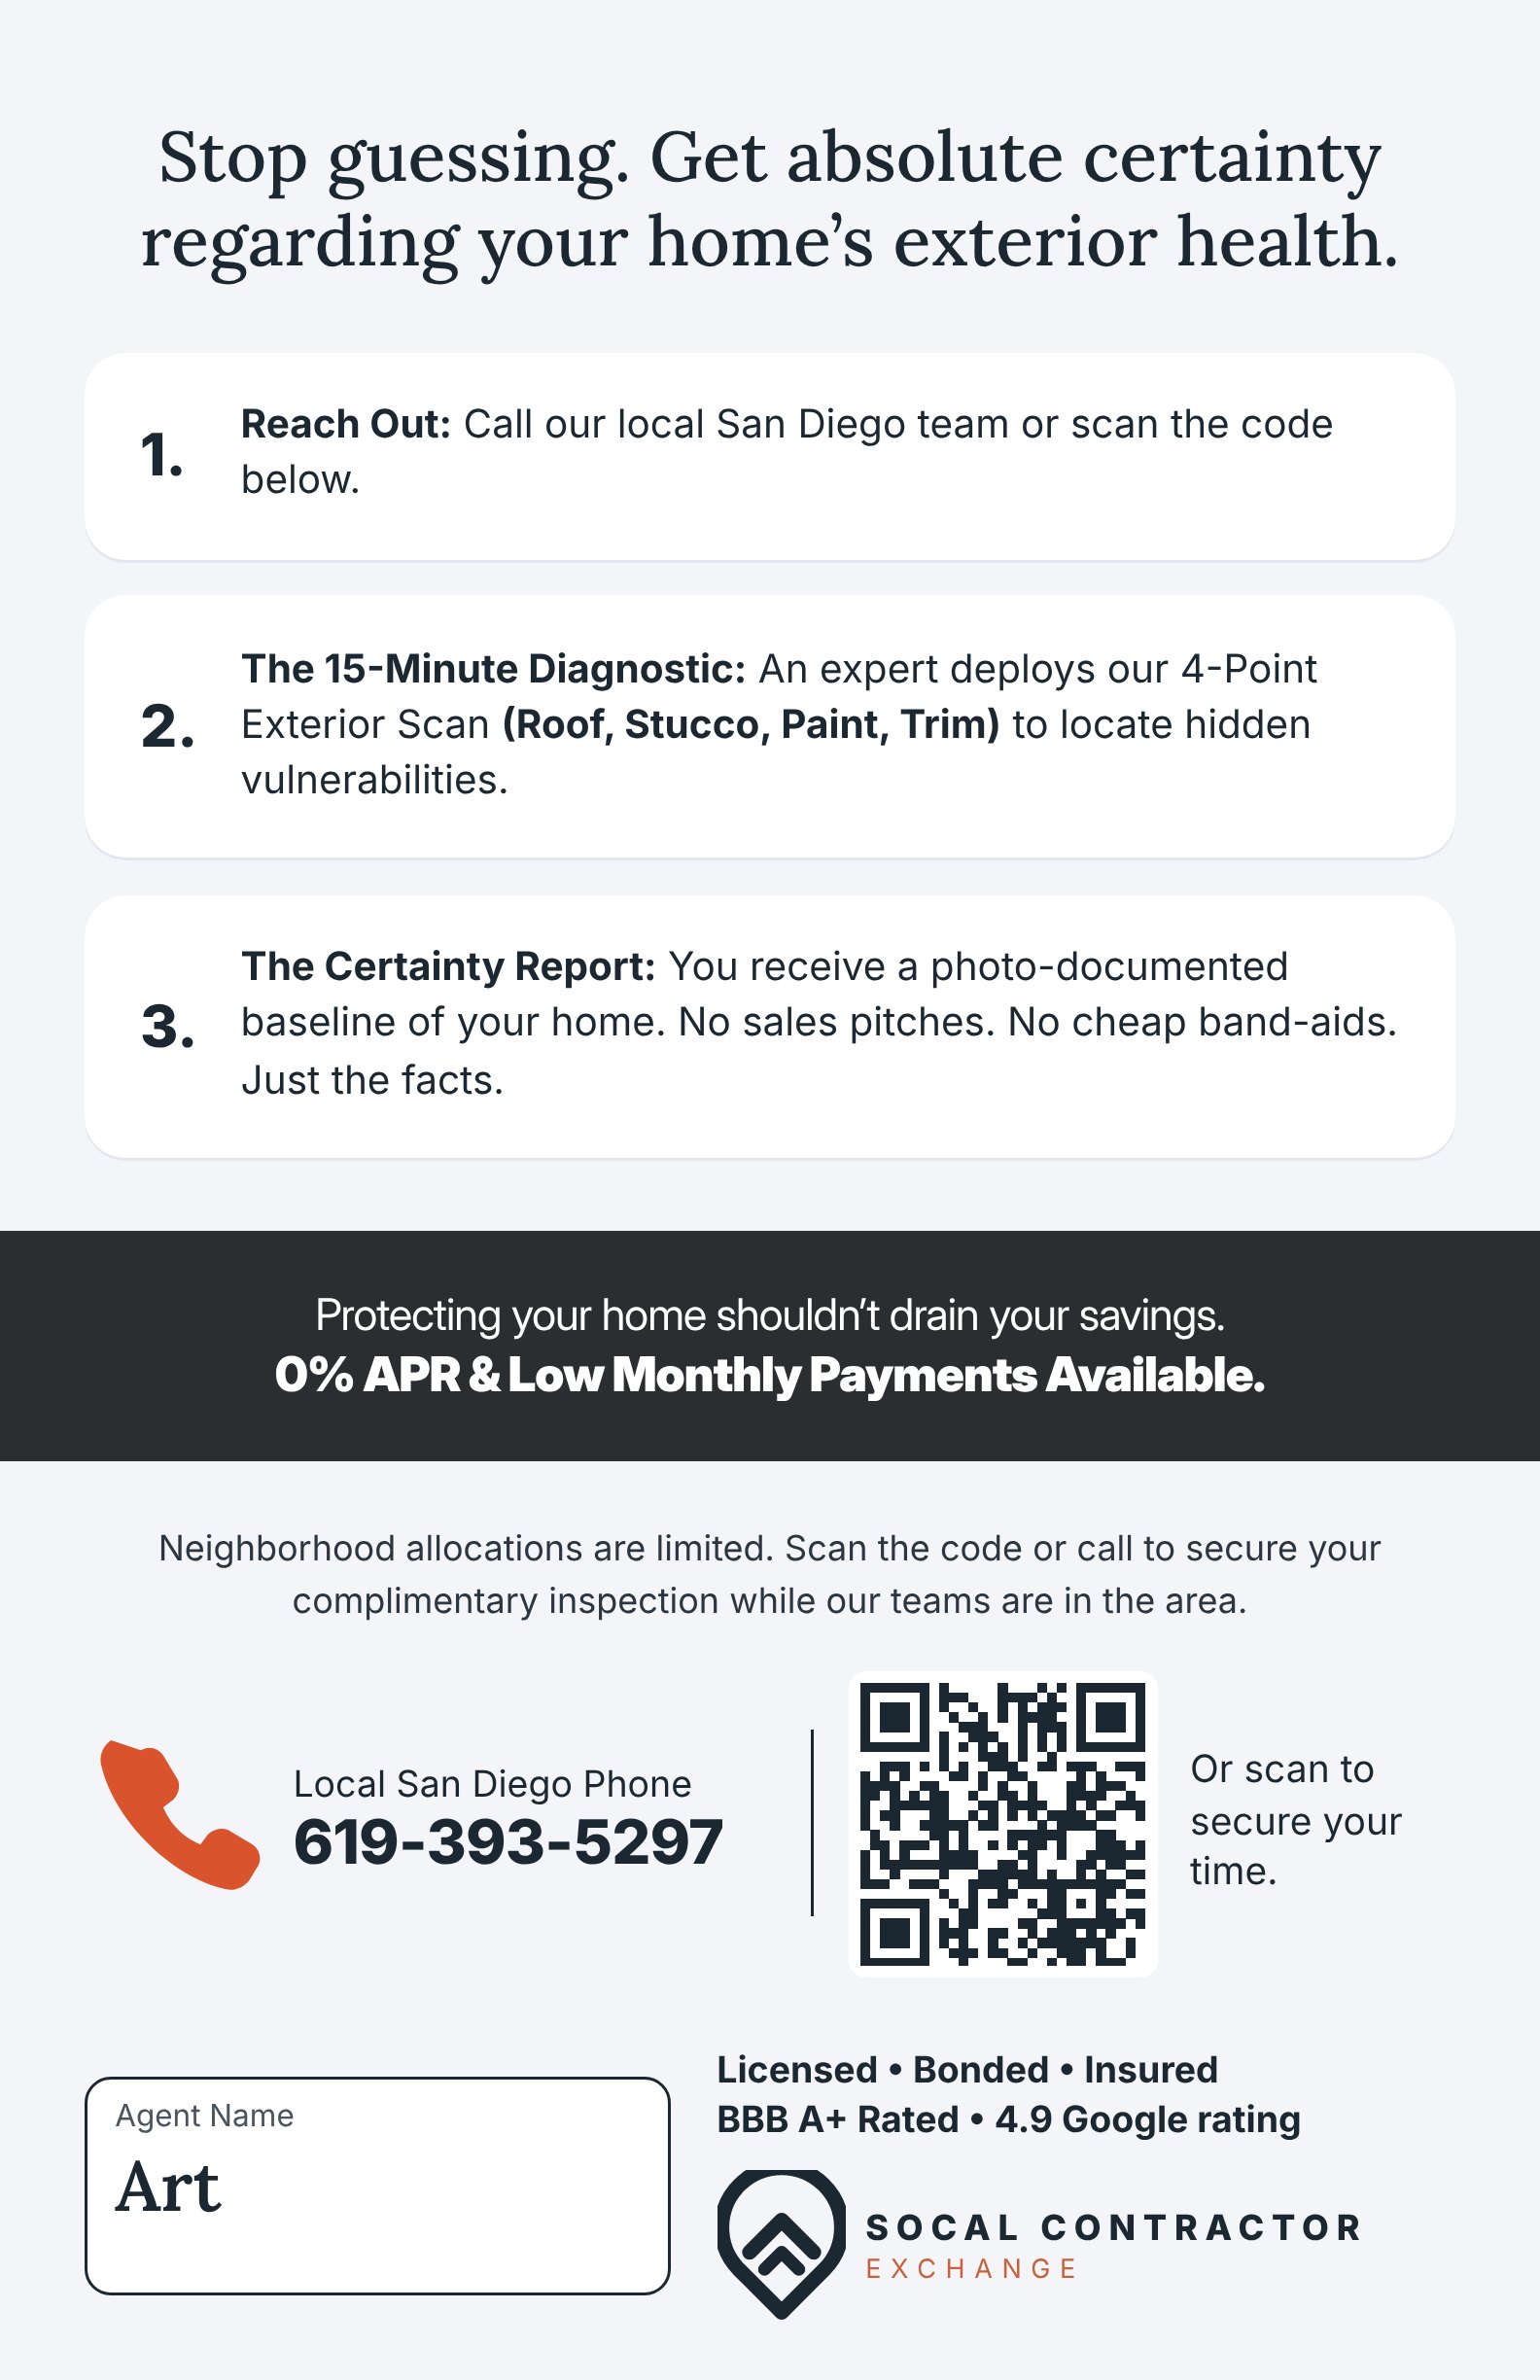 Stop guessing. Get absolute certainty
regarding your home’s exterior health.
1.
Reach Out: Call our local San Diego team or scan the code
below.
2.
The 15-Minute Diagnostic: An expert deploys our 4-Point
Exterior Scan (Roof, Stucco, Paint, Trim) to locate hidden
vulnerabilities.
3.
The Certainty Report: You receive a photo-documented
baseline of your home. No sales pitches. No cheap band-aids.
Just the facts.
Protecting your home shouldn’t drain your savings.
0% APR & Low Monthly Payments Available.
Neighborhood allocations are limited. Scan the code or call to secure your
complimentary inspection while our teams are in the area.
Local San Diego Phone
619-393-5297
Or scan to
secure your
time.
Agent Name
Art
Licensed • Bonded • Insured
BBB A+ Rated • 4.9 Google rating
SOCAL CONTRACTOR
EXCHANGE